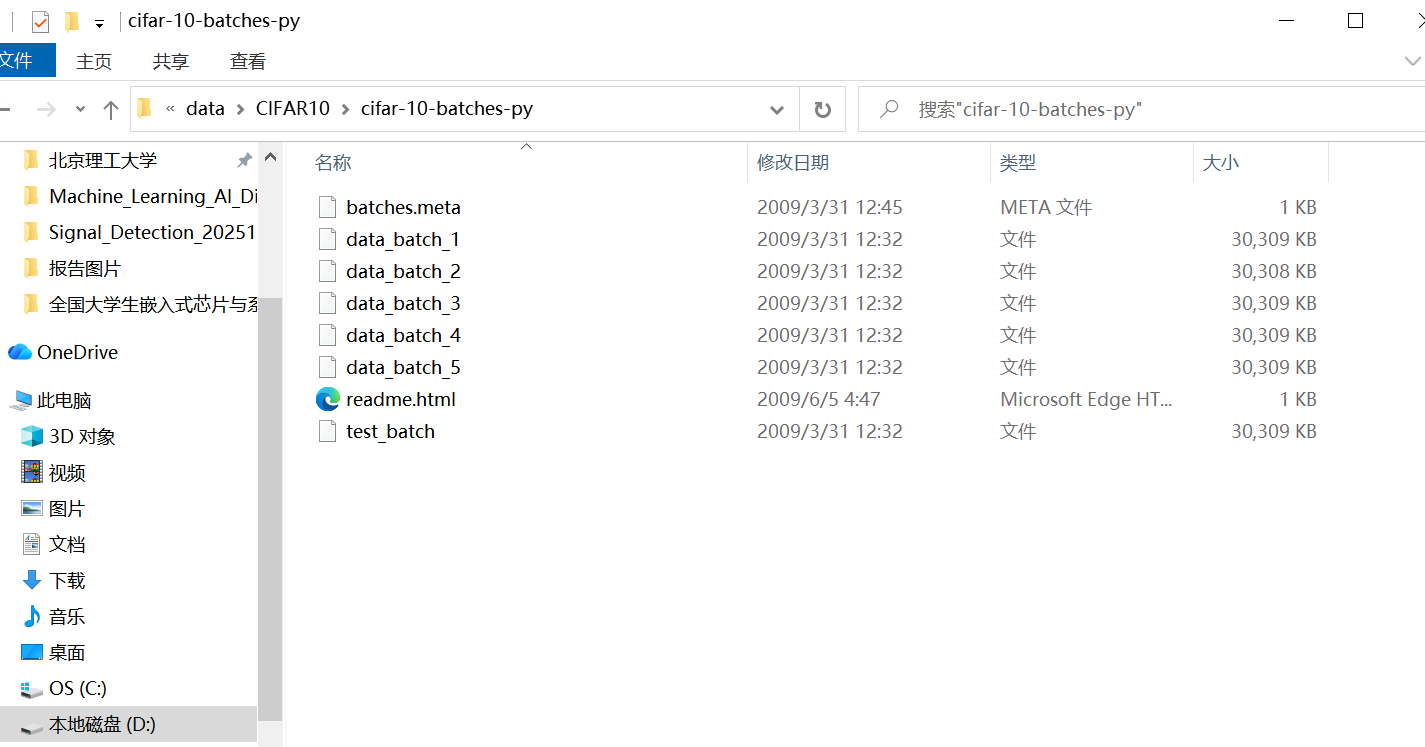 cifar-10-batches-py
文件 主页 共享 查看
« data › CIFAR10 › cifar-10-batches-py
搜索"cifar-10-batches-py"
北京理工大学
Machine_Learning_AI_Di
Signal_Detection_20251
报告图片
全国大学生嵌入式芯片与系
OneDrive
此电脑
3D 对象
视频
图片
文档
下载
音乐
桌面
OS (C:)
本地磁盘 (D:)
名称 修改日期 类型 大小
batches.meta 2009/3/31 12:45 META 文件 1 KB
data_batch_1 2009/3/31 12:32 文件 30,309 KB
data_batch_2 2009/3/31 12:32 文件 30,308 KB
data_batch_3 2009/3/31 12:32 文件 30,309 KB
data_batch_4 2009/3/31 12:32 文件 30,309 KB
data_batch_5 2009/3/31 12:32 文件 30,309 KB
readme.html 2009/6/5 4:47 Microsoft Edge HT... 1 KB
test_batch 2009/3/31 12:32 文件 30,309 KB